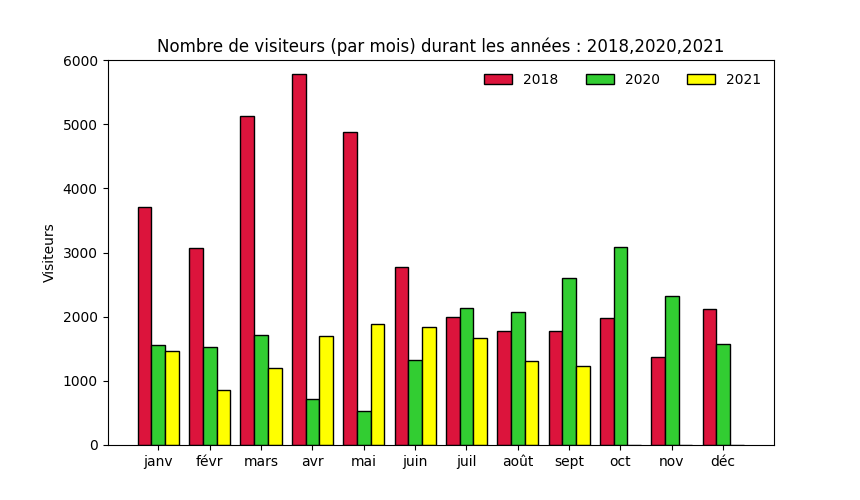 Nombre de visiteurs (par mois) durant les années : 2018,2020,2021
2018 2020 2021
Visiteurs
6000
5000
4000
3000
2000
1000
0
janv févr mars avr mai juin juil août sept oct nov déc